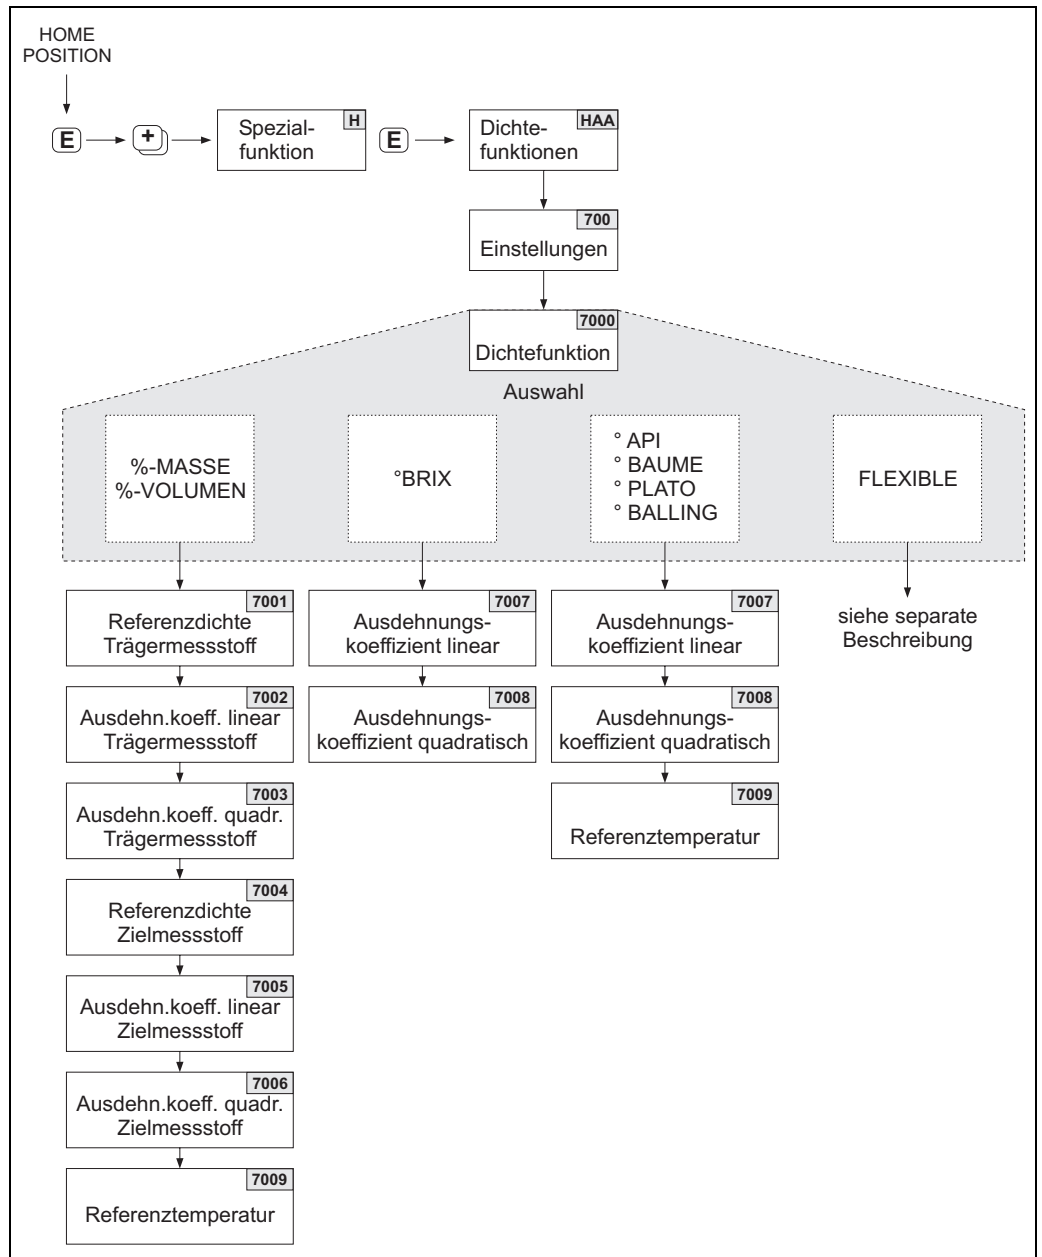 HOME
POSITION
E
+
H
Spezial-
funktion
E
HAA
Dichte-
funktionen
700
Einstellungen
7000
Dichtefunktion
Auswahl
%-MASSE
%-VOLUMEN
°BRIX
° API
° BAUME
° PLATO
° BALLING
FLEXIBLE
7001
Referenzdichte
Trägermessstoff
7002
Ausdehn.koeff. linear
Trägermessstoff
7003
Ausdehn.koeff. quadr.
Trägermessstoff
7004
Referenzdichte
Zielmessstoff
7005
Ausdehn.koeff. linear
Zielmessstoff
7006
Ausdehn.koeff. quadr.
Zielmessstoff
7009
Referenztemperatur
7007
Ausdehnungs-
koeffizient linear
7008
Ausdehnungs-
koeffizient quadratisch
7007
Ausdehnungs-
koeffizient linear
7008
Ausdehnungs-
koeffizient quadratisch
7009
Referenztemperatur
siehe separate
Beschreibung